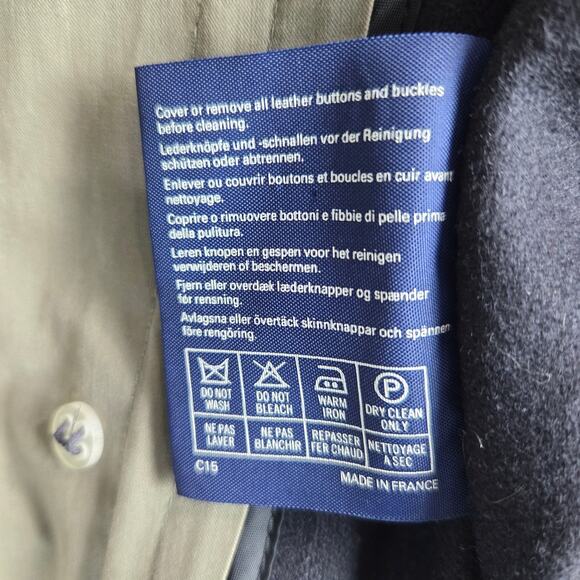 Cover or remove all leather buttons and buckles
before cleaning.
Lederknöpfe und -schnallen vor der Reinigung
schützen oder abtrennen.
Enlever ou couvrir boutons et boucles en cuir avant
nettoyage.
Coprire o rimuovere bottoni e fibbie di pelle prima
della pulitura.
Leren knopen en gespen voor het reinigen
verwijderen of beschermen.
Fjern eller overdæk læderknapper og spænder
før rensning.
Avlagsna eller övertäck skinnknappar och spännen
före rengöring.
DO NOT WASH
DO NOT BLEACH
WARM IRON
P
DRY CLEAN ONLY
NE PAS LAVER
NE PAS BLANCHIR
REPASSER FER CHAUD
NETTOYAGE A SEC
C15
MADE IN FRANCE